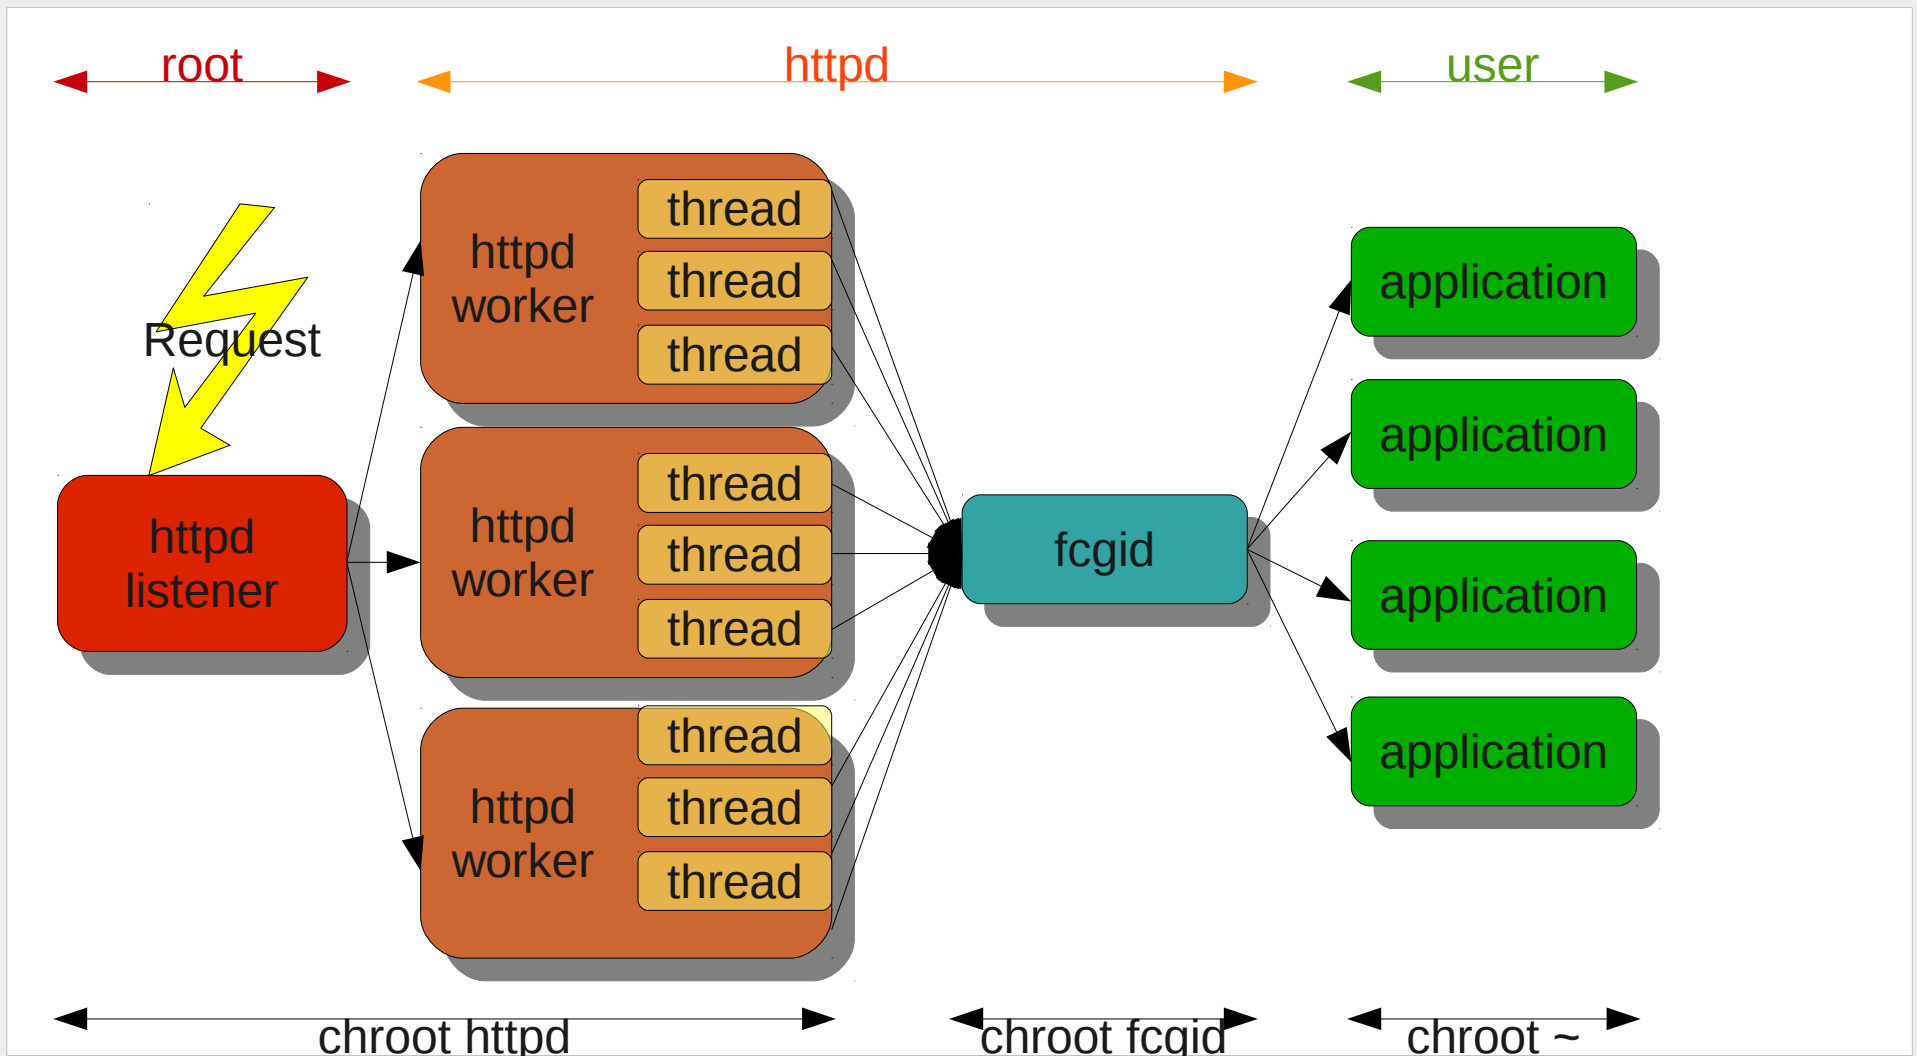 root
httpd
user
Request
httpd
listener
httpd
worker
thread
thread
thread
httpd
worker
thread
thread
thread
httpd
worker
thread
thread
thread
fcgid
application
application
application
application
chroot httpd
chroot fcgid
chroot ~